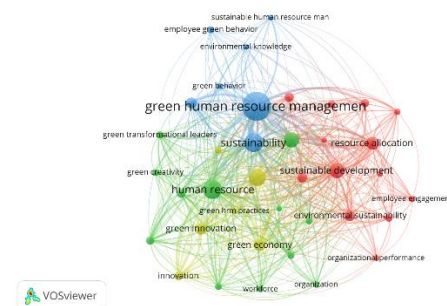 sustainable human resource man
employee green behavior
environmental knowledge
green behavior
green human resource managemen
green transformational leaders
sustainability
resource allocation
green creativity
sustainable development
human resource
employee engagemen
green hrm practices
environmental sustainability
green innovation
green economy
organizational performance
innovation
workforce
organization
VOSviewer